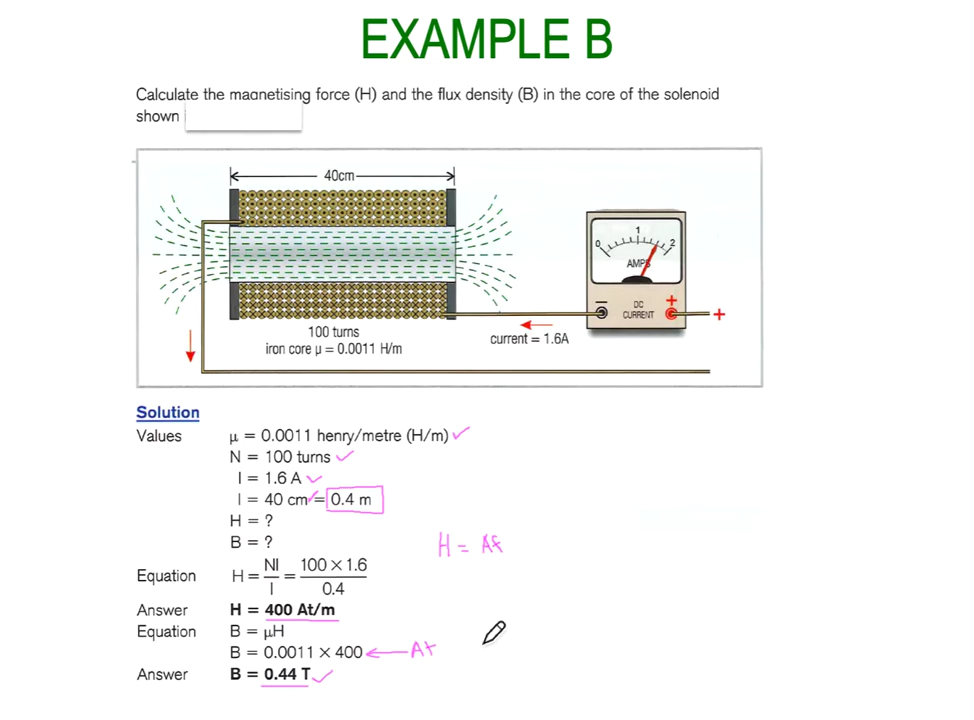 EXAMPLE B
Calculate the magnetising force (H) and the flux density (B) in the core of the solenoid
shown
40cm
0 1 2
AMPS
− +
DC
CURRENT
+
100 turns
iron core μ = 0.0011 H/m
current = 1.6A
Solution
Values μ = 0.0011 henry/metre (H/m)
N = 100 turns
I = 1.6 A
l = 40 cm = 0.4 m
H = ?
B = ?
H = At
Equation H = NI / l = 100 × 1.6 / 0.4
Answer H = 400 At/m
Equation B = μH
B = 0.0011 × 400 ← At
Answer B = 0.44 T